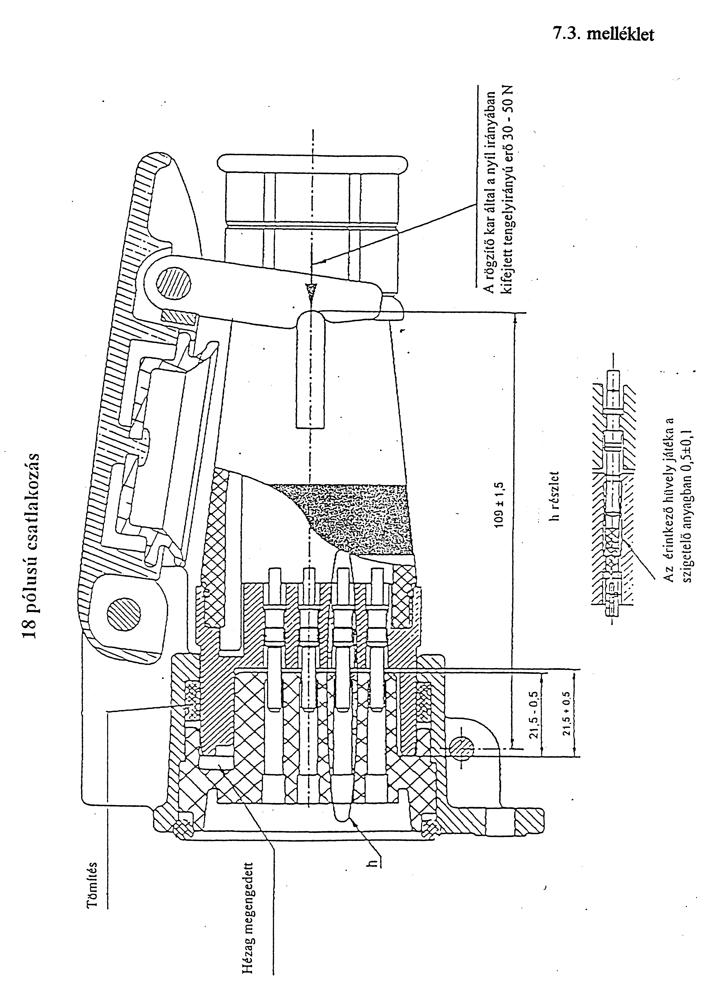 7.3. melléklet
18 pólusú csatlakozás
Tömítés
Hézag megengedett
h
A rögzítő kar által a nyíl irányában
kifejtett tengelyirányú erő 30 - 50 N
109 ± 1,5
21,5 - 0,5
21,5 + 0,5
h részlet
Az érintkező hüvely játéka a
szigetelő anyagban 0,5±0,1